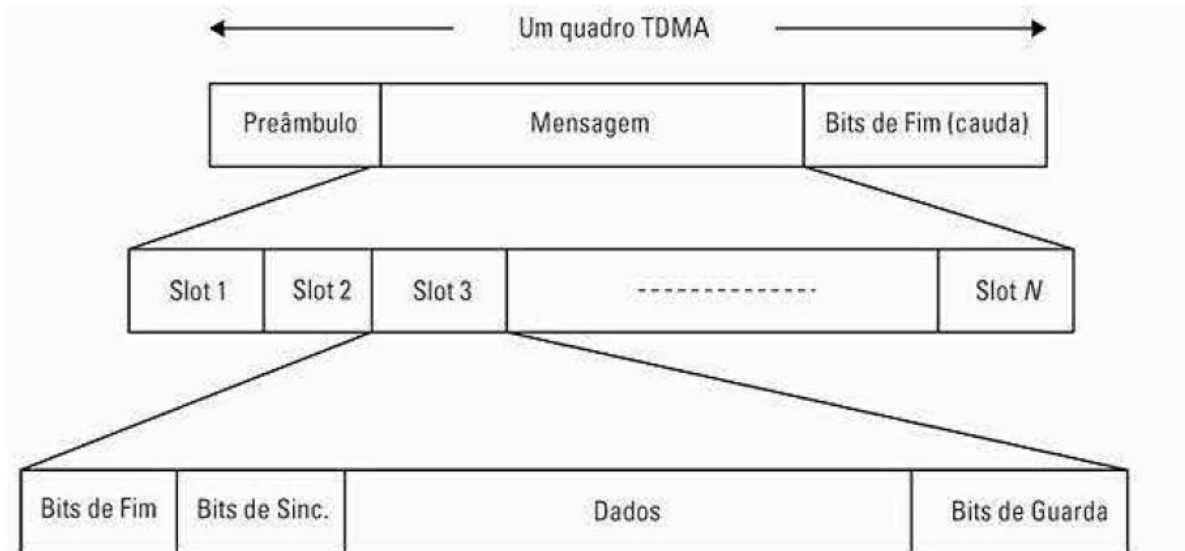 Um quadro TDMA
Preâmbulo Mensagem Bits de Fim (cauda)
Slot 1 Slot 2 Slot 3 Slot N
Bits de Fim Bits de Sinc. Dados Bits de Guarda